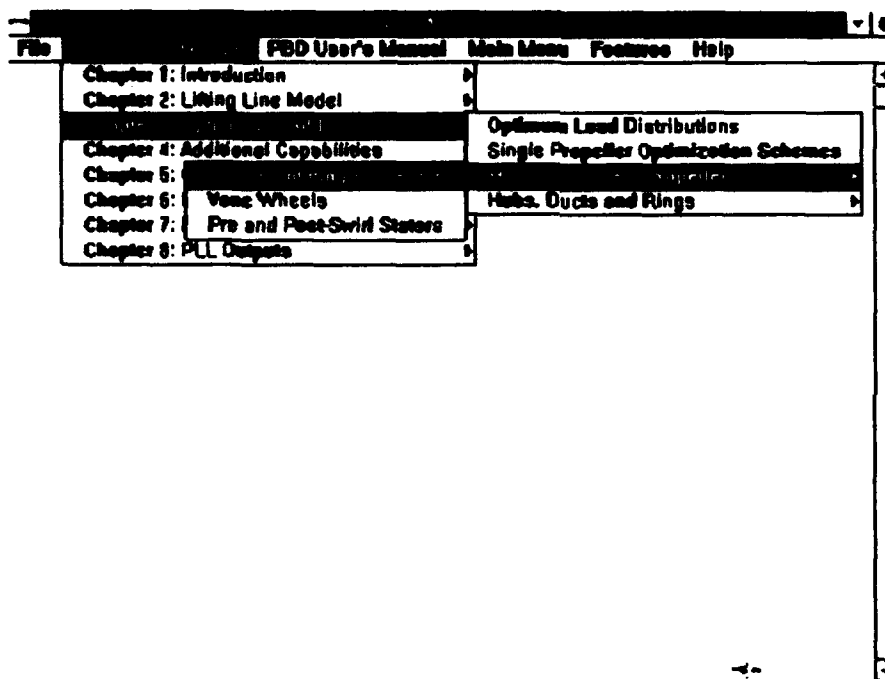 File PBD User's Manual Main Menu Features Help
Chapter 1: Introduction
Chapter 2: Lifting Line Model
Optimum Load Distributions
Chapter 4: Additional Capabilities
Single Propeller Optimization Schemes
Chapter 5:
Chapter 6: Vane Wheels
Hubs, Ducts and Rings
Chapter 7: Pre and Post-Swirl Stators
Chapter 8: PLL Outputs